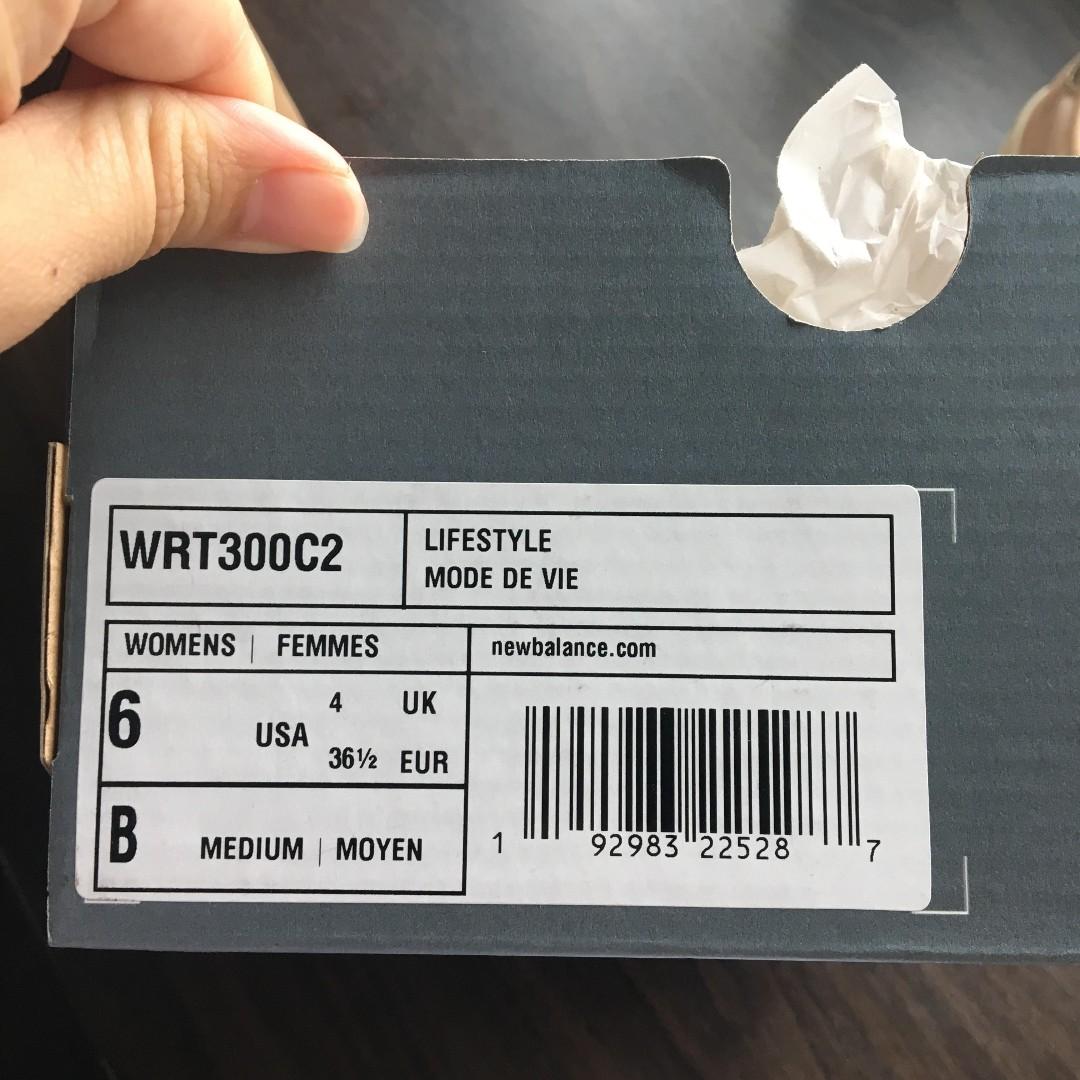 WRT300C2
LIFESTYLE
MODE DE VIE
WOMENS | FEMMES
newbalance.com
6 USA
4 UK
36½ EUR
B MEDIUM | MOYEN
1 92983 22528 7